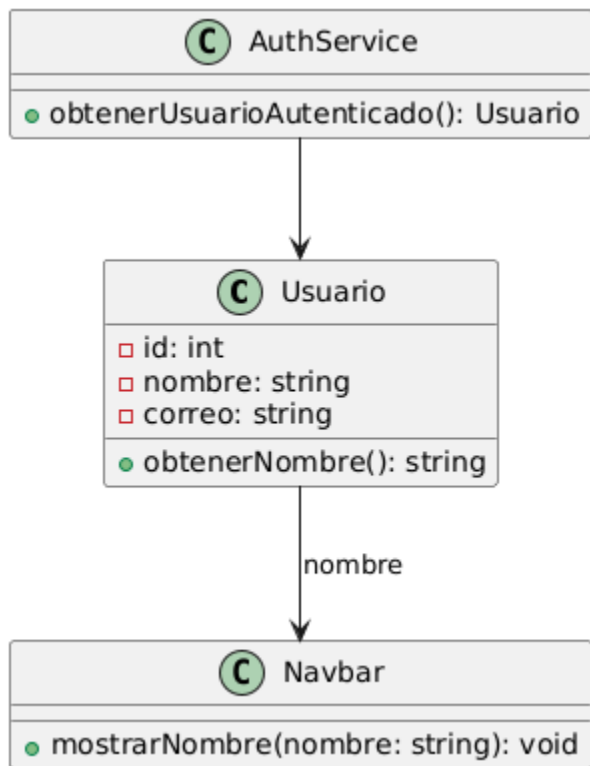 C AuthService
obtenerUsuarioAutenticado(): Usuario
C Usuario
id: int
nombre: string
correo: string
obtenerNombre(): string
nombre
C Navbar
mostrarNombre(nombre: string): void